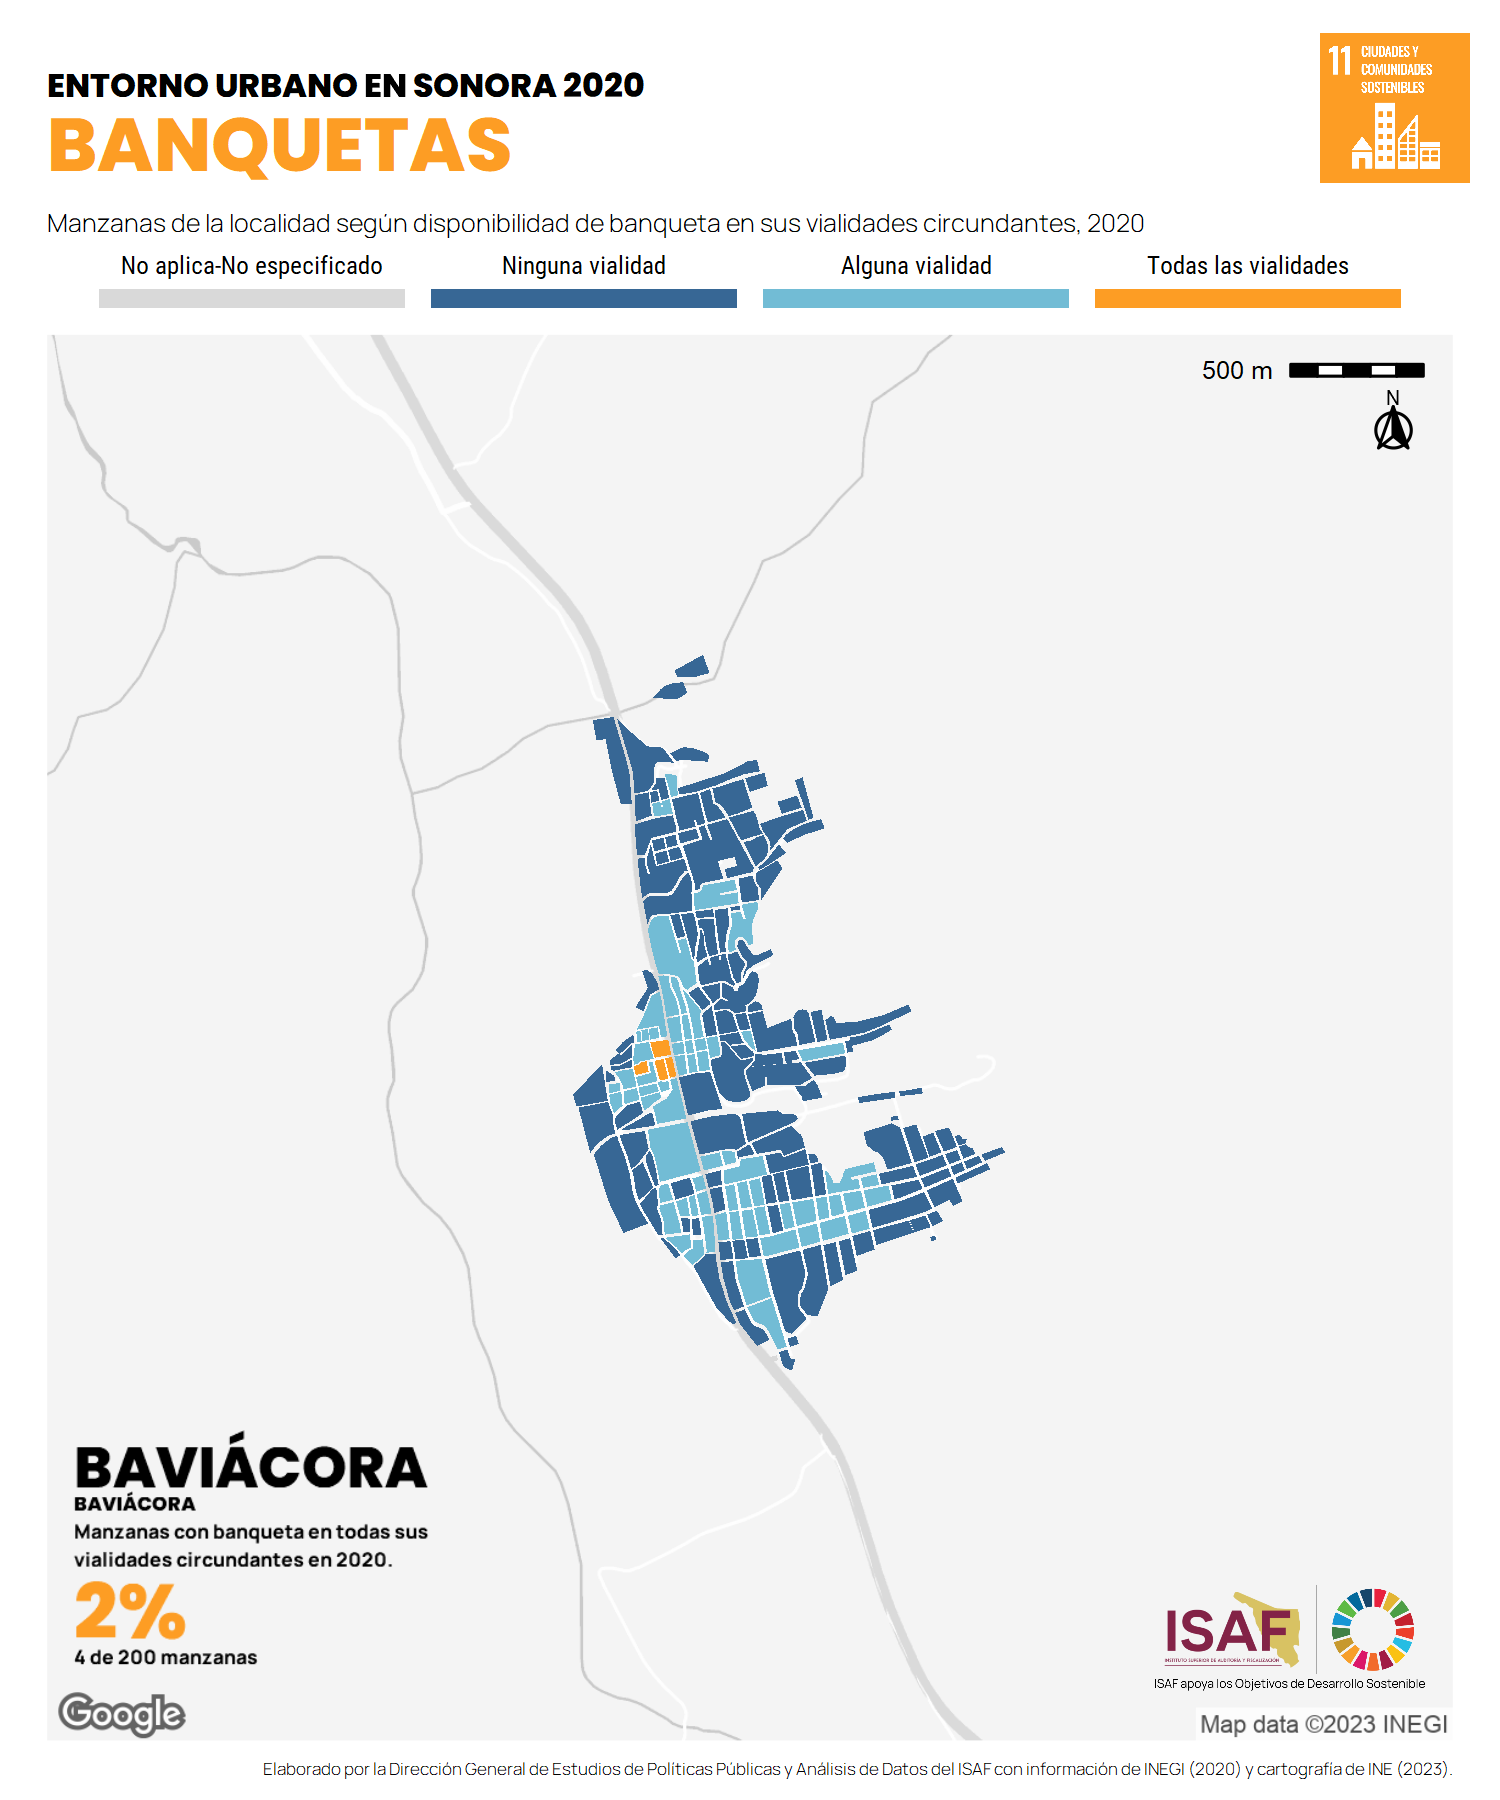 ENTORNO URBANO EN SONORA 2020
BANQUETAS
11 CIUDADES Y
COMUNIDADES
SOSTENIBLES
Manzanas de la localidad según disponibilidad de banqueta en sus vialidades circundantes, 2020
No aplica-No especificado Ninguna vialidad Alguna vialidad Todas las vialidades
500 m
N
BAVIÁCORA
BAVIÁCORA
Manzanas con banqueta en todas sus
vialidades circundantes en 2020.
2%
4 de 200 manzanas
ISAF
INSTITUTO SUPERIOR DE AUDITORÍA Y FISCALIZACIÓN
ISAF apoya los Objetivos de Desarrollo Sostenible
Google
Map data ©2023 INEGI
Elaborado por la Dirección General de Estudios de Políticas Públicas y Análisis de Datos del ISAF con información de INEGI (2020) y cartografía de INE (2023).